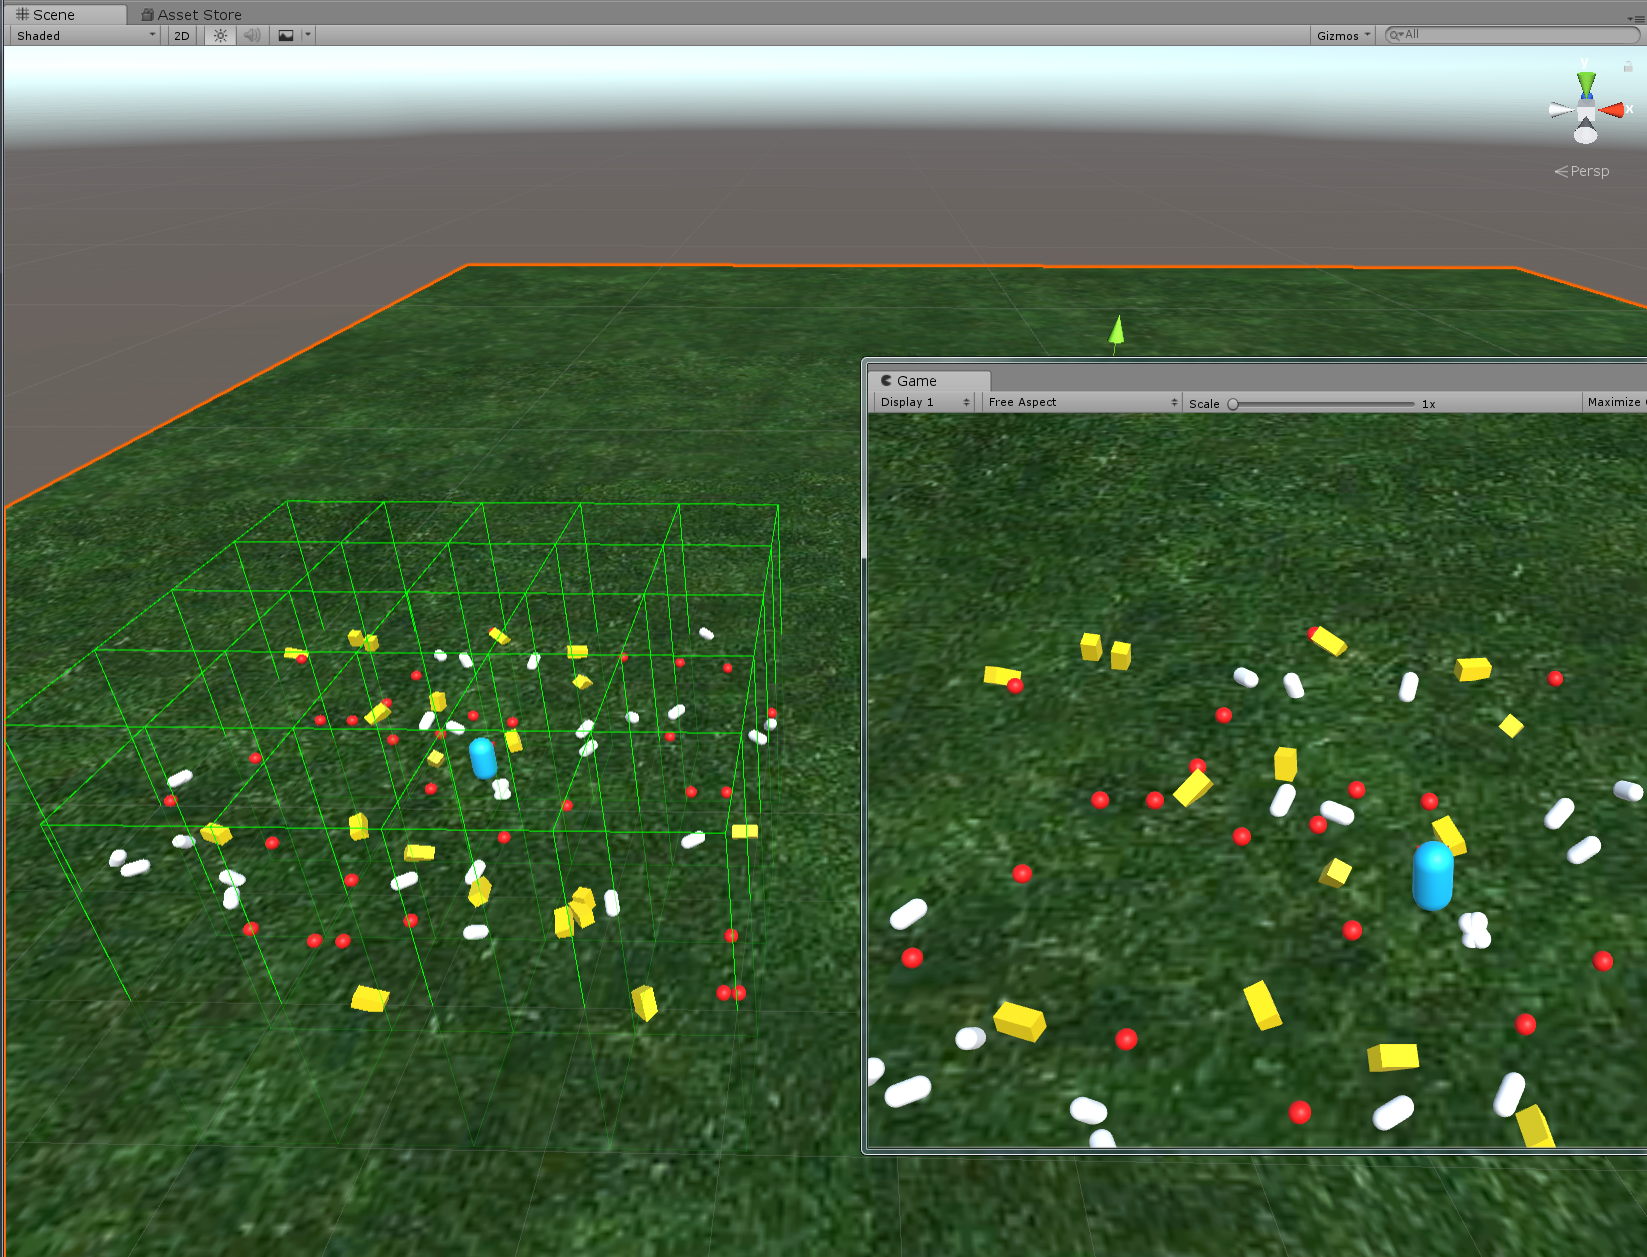 Scene
Asset Store
Shaded
2D
Gizmos
All
y
x
Persp
Game
Display 1
Free Aspect
Scale
1x
Maximize